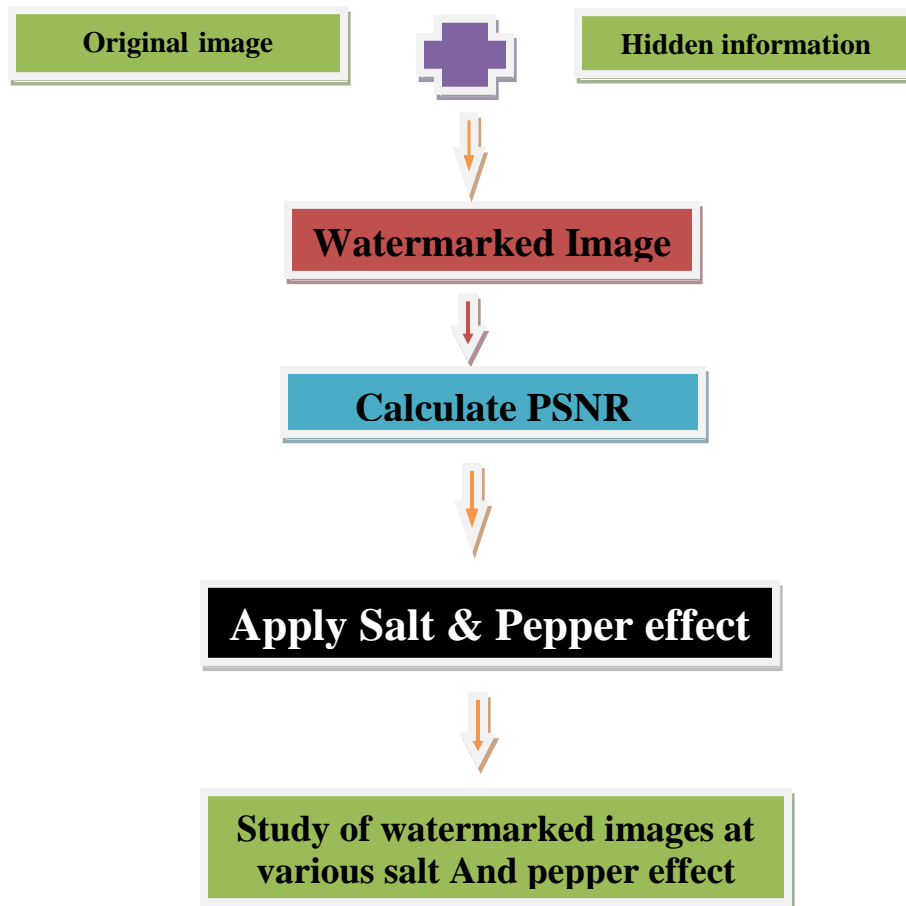 Original image
Hidden information
Watermarked Image
Calculate PSNR
Apply Salt & Pepper effect
Study of watermarked images at
various salt And pepper effect